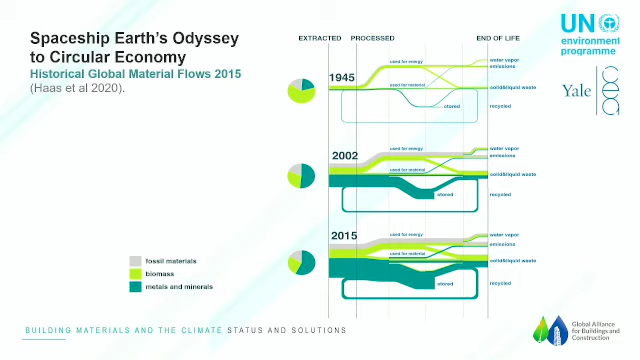 Spaceship Earth's Odyssey
to Circular Economy
Historical Global Material Flows 2015
(Haas et al 2020).
EXTRACTED PROCESSED END OF LIFE
1945
used for energy
water vapor
emissions
used for material
solid&liquid waste
stored
recycled
2002
used for energy
water vapor
emissions
used for material
solid&liquid waste
stored
recycled
2015
used for energy
water vapor
emissions
used for material
solid&liquid waste
stored
recycled
fossil materials
biomass
metals and minerals
UN
environment
programme
Yale
BUILDING MATERIALS AND THE CLIMATE STATUS AND SOLUTIONS
Global Alliance
for Buildings and
Construction